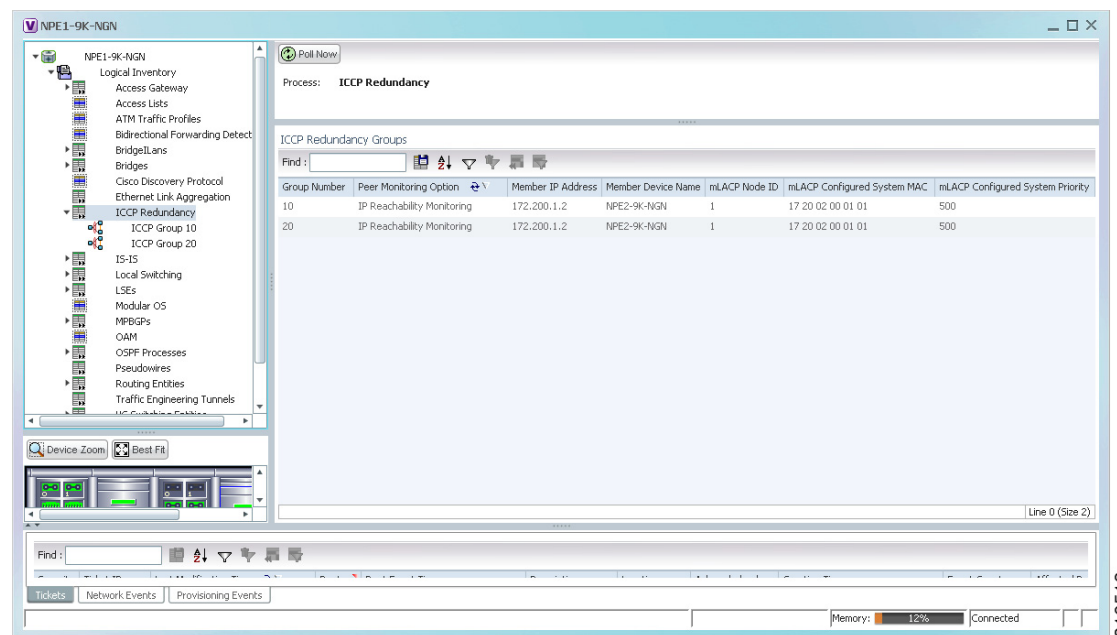 NPE1-9K-NGN
NPE1-9K-NGN
Logical Inventory
Access Gateway
Access Lists
ATM Traffic Profiles
Bidirectional Forwarding Detect
BridgeILans
Bridges
Cisco Discovery Protocol
Ethernet Link Aggregation
ICCP Redundancy
ICCP Group 10
ICCP Group 20
IS-IS
Local Switching
LSEs
Modular OS
MPBGPs
OAM
OSPF Processes
Pseudowires
Routing Entities
Traffic Engineering Tunnels
Device Zoom Best Fit
Poll Now
Process: ICCP Redundancy
ICCP Redundancy Groups
Find :
Group Number Peer Monitoring Option Member IP Address Member Device Name mLACP Node ID mLACP Configured System MAC mLACP Configured System Priority
10 IP Reachability Monitoring 172.200.1.2 NPE2-9K-NGN 1 17 20 02 00 01 01 500
20 IP Reachability Monitoring 172.200.1.2 NPE2-9K-NGN 1 17 20 02 00 01 01 500
Line 0 (Size 2)
Find :
Tickets Network Events Provisioning Events
Memory: 12% Connected